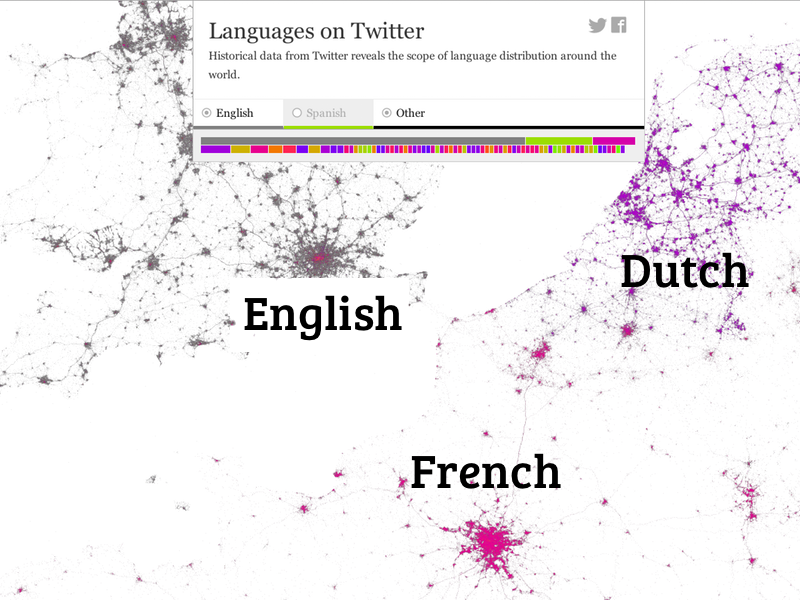 Languages on Twitter
Historical data from Twitter reveals the scope of language distribution around the
world.
English Spanish Other
Dutch
English
French